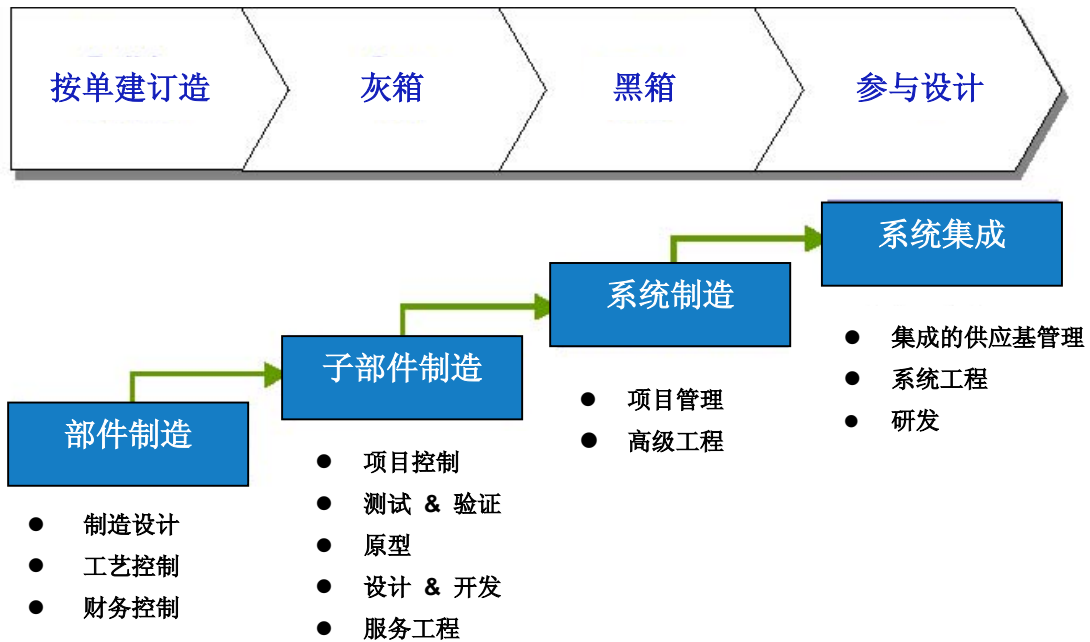 按单建订造
灰箱
黑箱
参与设计
系统集成
● 集成的供应基管理
● 系统工程
● 研发
系统制造
● 项目管理
● 高级工程
子部件制造
● 项目控制
● 测试 & 验证
● 原型
● 设计 & 开发
● 服务工程
部件制造
● 制造设计
● 工艺控制
● 财务控制